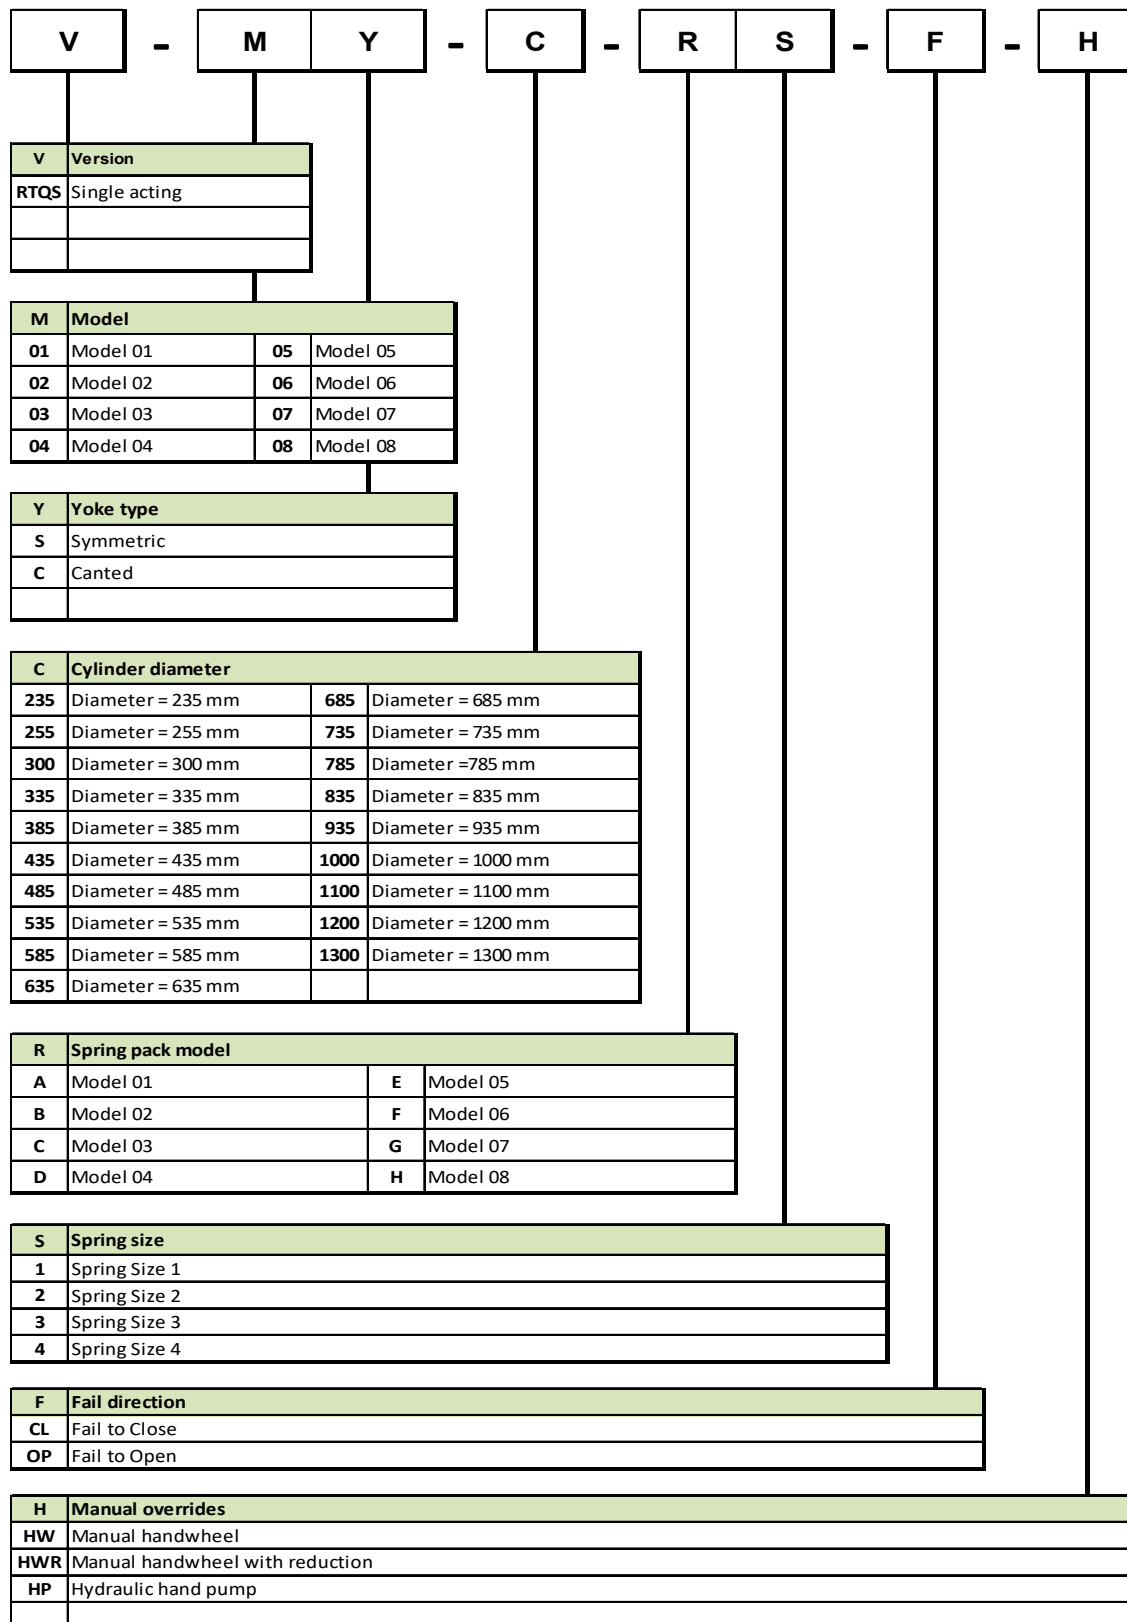 V - M Y - C - R S - F - H
V Version
RTQS Single acting
M Model
01 Model 01 05 Model 05
02 Model 02 06 Model 06
03 Model 03 07 Model 07
04 Model 04 08 Model 08
Y Yoke type
S Symmetric
C Canted
C Cylinder diameter
235 Diameter = 235 mm 685 Diameter = 685 mm
255 Diameter = 255 mm 735 Diameter = 735 mm
300 Diameter = 300 mm 785 Diameter =785 mm
335 Diameter = 335 mm 835 Diameter = 835 mm
385 Diameter = 385 mm 935 Diameter = 935 mm
435 Diameter = 435 mm 1000 Diameter = 1000 mm
485 Diameter = 485 mm 1100 Diameter = 1100 mm
535 Diameter = 535 mm 1200 Diameter = 1200 mm
585 Diameter = 585 mm 1300 Diameter = 1300 mm
635 Diameter = 635 mm
R Spring pack model
A Model 01 E Model 05
B Model 02 F Model 06
C Model 03 G Model 07
D Model 04 H Model 08
S Spring size
1 Spring Size 1
2 Spring Size 2
3 Spring Size 3
4 Spring Size 4
F Fail direction
CL Fail to Close
OP Fail to Open
H Manual overrides
HW Manual handwheel
HWR Manual handwheel with reduction
HP Hydraulic hand pump